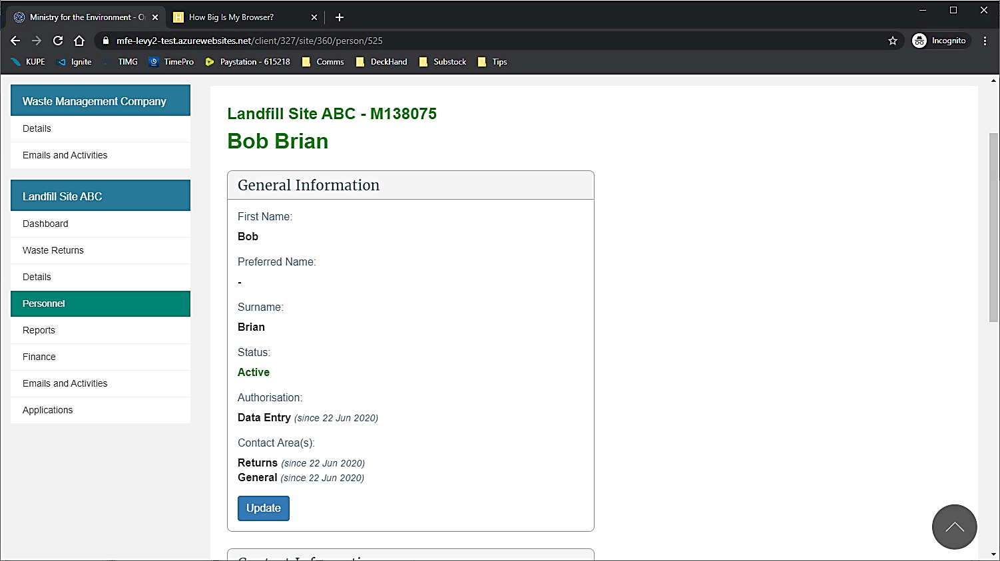 Ministry for the Environment - O
How Big Is My Browser?
mfe-levy2-test.azurewebsites.net/client/327/site/360/person/525
Incognito
KUPE
Ignite
TIMG
TimePro
Paystation - 615218
Comms
DeckHand
Substock
Tips
Waste Management Company
Details
Emails and Activities
Landfill Site ABC
Dashboard
Waste Returns
Details
Personnel
Reports
Finance
Emails and Activities
Applications
Landfill Site ABC - M138075
Bob Brian
General Information
First Name:
Bob
Preferred Name:
-
Surname:
Brian
Status:
Active
Authorisation:
Data Entry (since 22 Jun 2020)
Contact Area(s):
Returns (since 22 Jun 2020)
General (since 22 Jun 2020)
Update